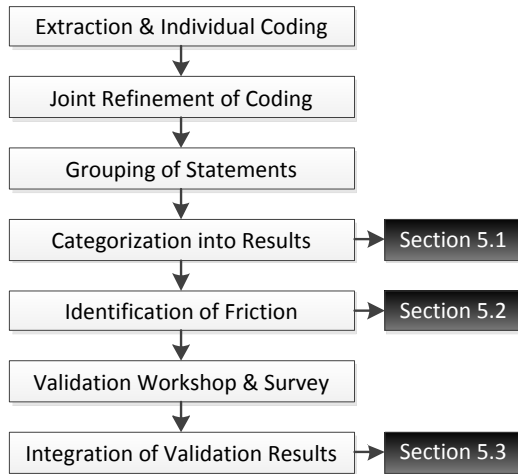 Extraction & Individual Coding
Joint Refinement of Coding
Grouping of Statements
Categorization into Results
Section 5.1
Identification of Friction
Section 5.2
Validation Workshop & Survey
Integration of Validation Results
Section 5.3